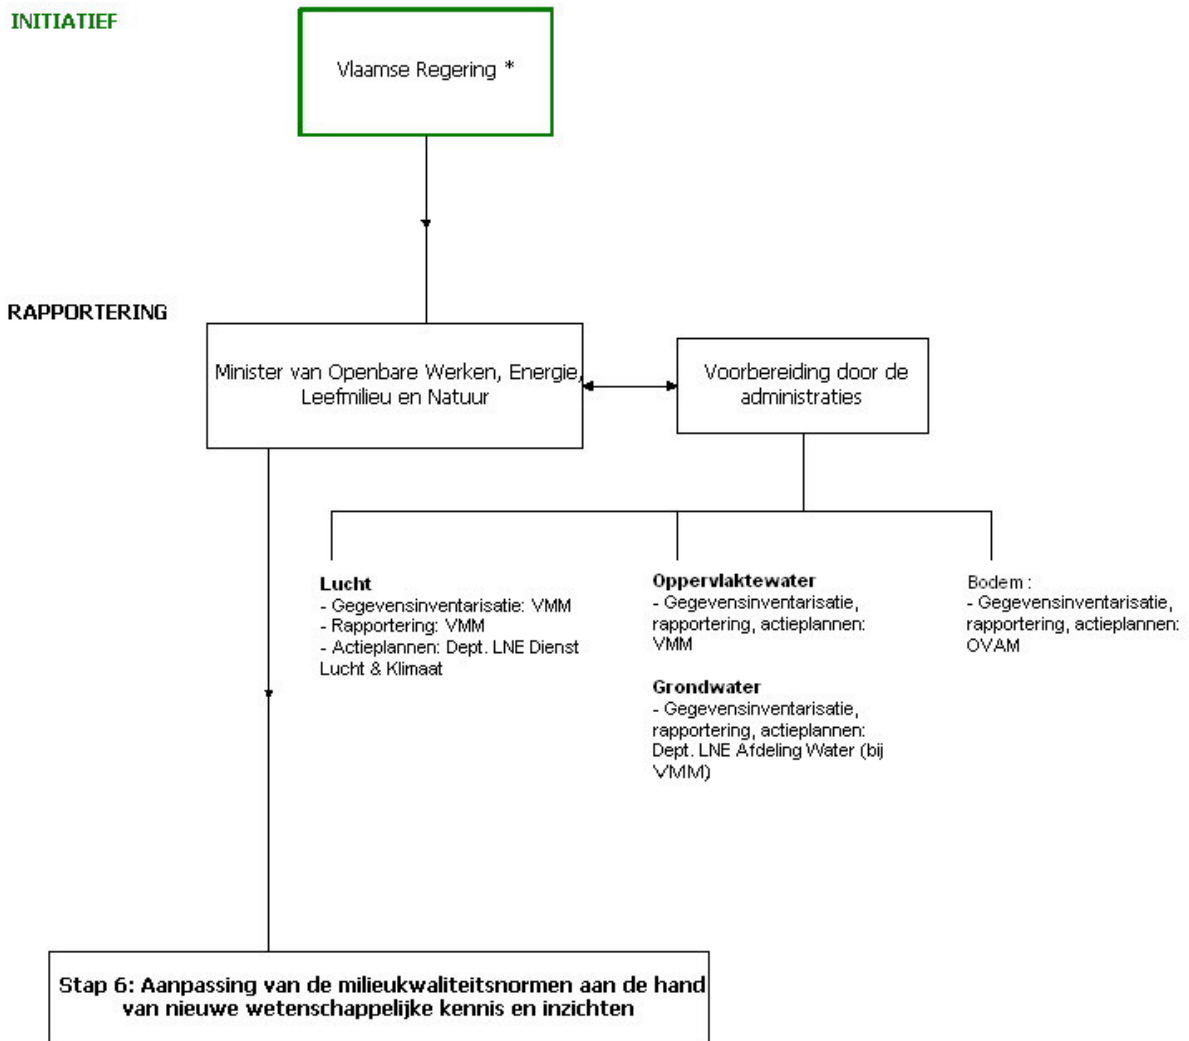 INITIATIEF
Vlaamse Regering *
RAPPORTERING
Minister van Openbare Werken, Energie,
Leefmilieu en Natuur
Voorbereiding door de
administraties
Lucht
- Gegevensinventarisatie: VMM
- Rapportering: VMM
- Actieplannen: Dept. LNE Dienst
Lucht & Klimaat
Oppervlaktewater
- Gegevensinventarisatie,
rapportering, actieplannen:
VMM
Grondwater
- Gegevensinventarisatie,
rapportering, actieplannen:
Dept. LNE Afdeling Water (bij
VMM)
Bodem :
- Gegevensinventarisatie,
rapportering, actieplannen:
OVAM
Stap 6: Aanpassing van de milieukwaliteitsnormen aan de hand
van nieuwe wetenschappelijke kennis en inzichten